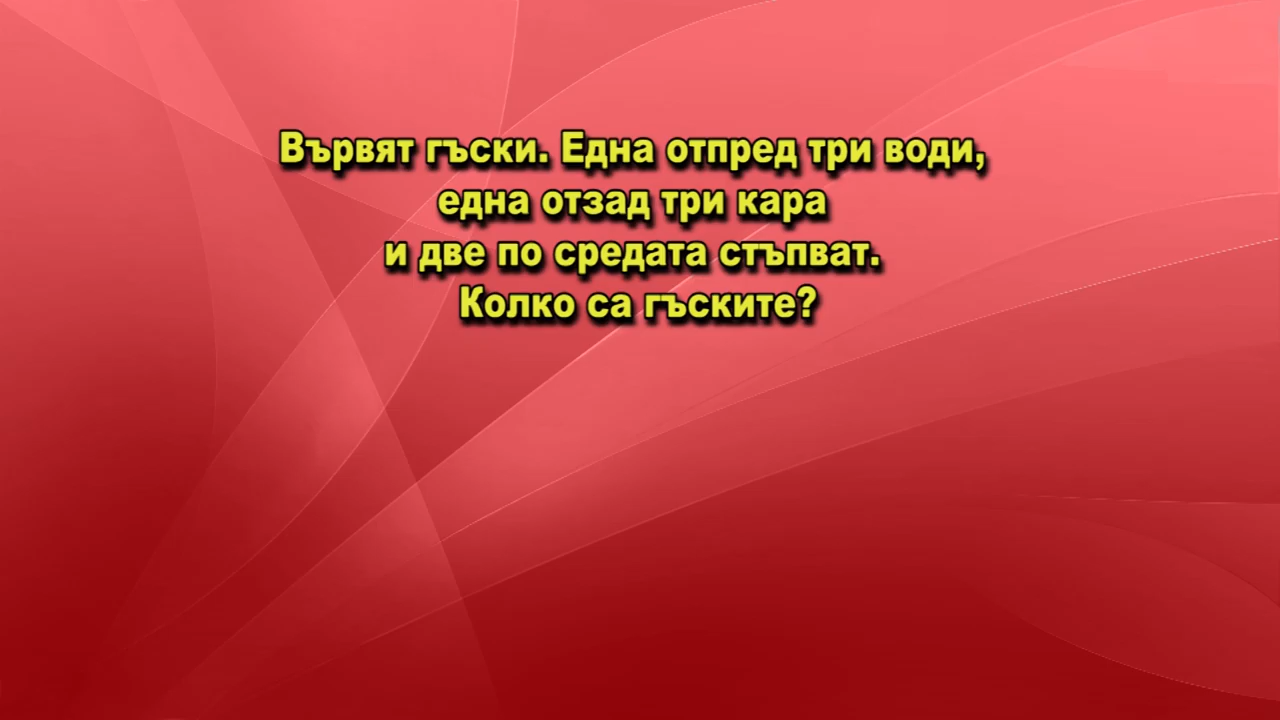 Вървят гъски. Една отпред три води,
една отзад три кара
и две по средата стъпват.
Колко са гъските?